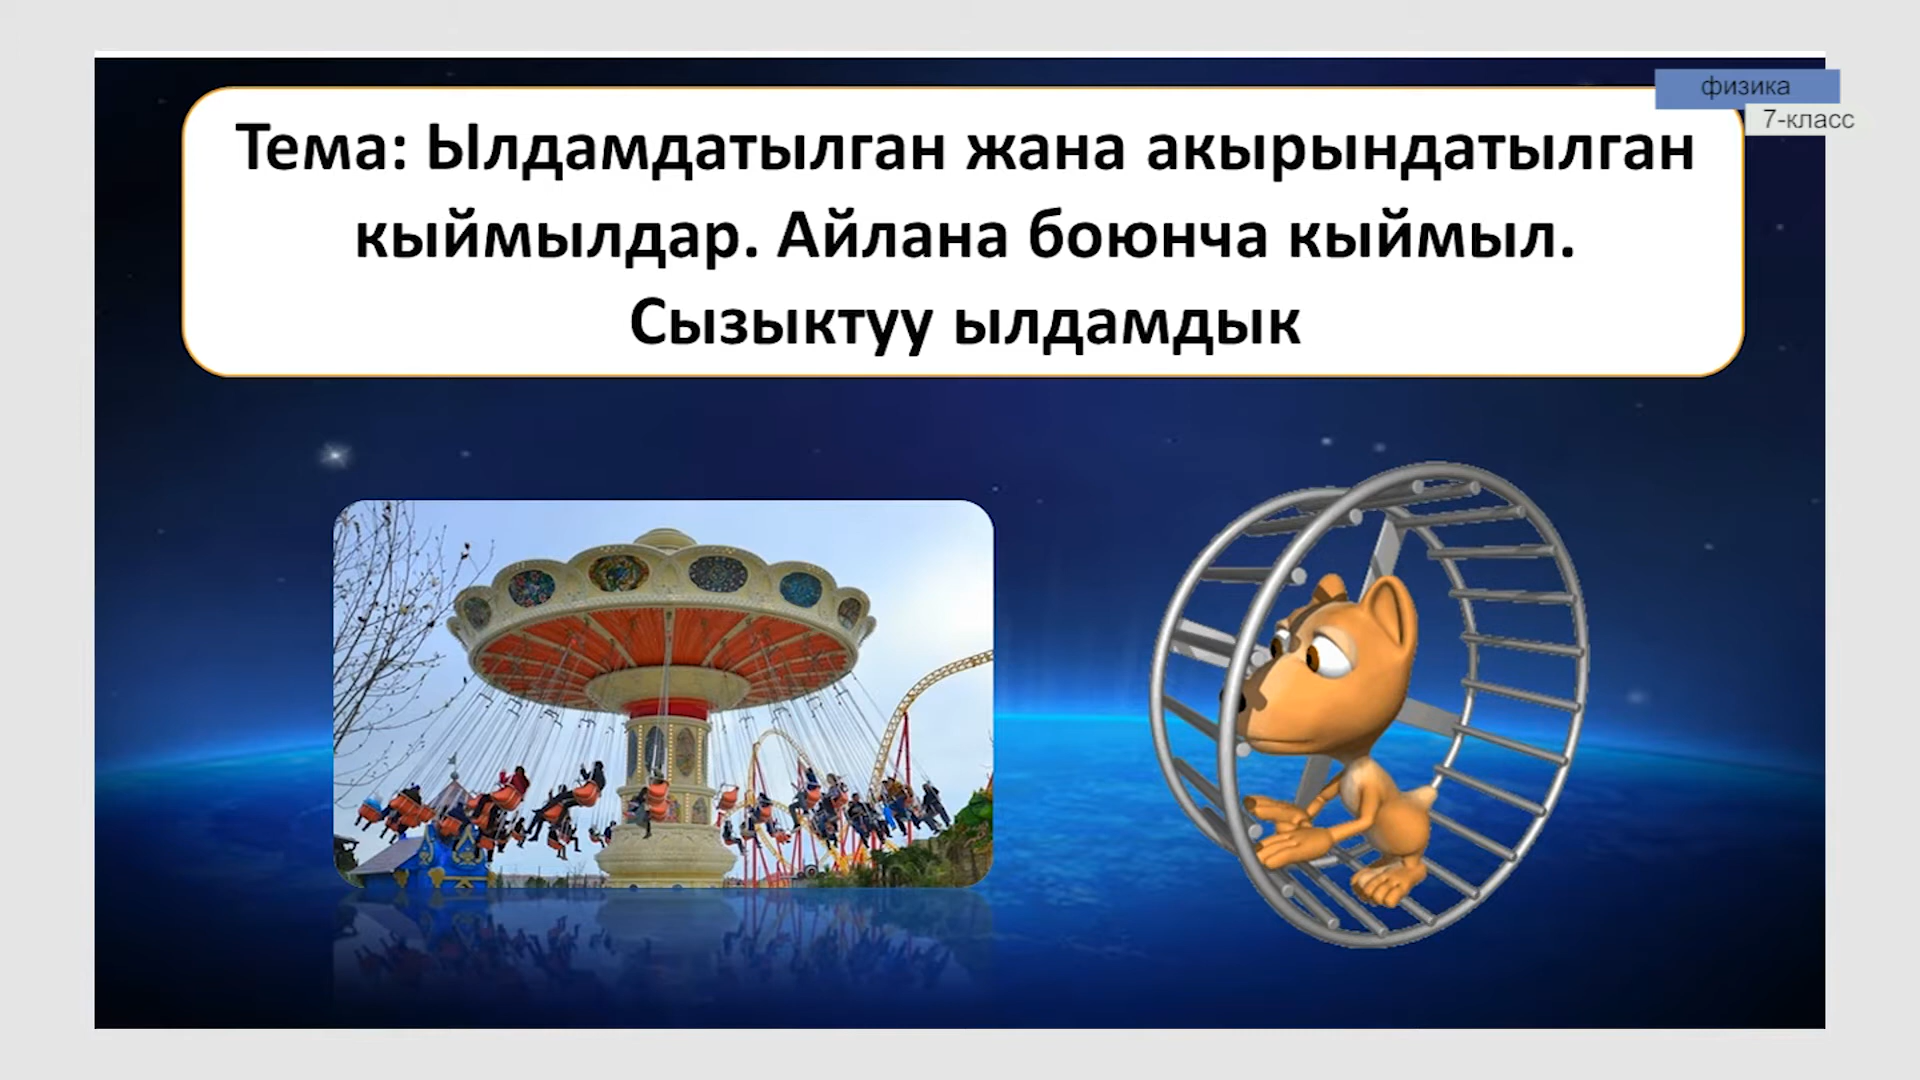 физика
7-класс
Тема: Ылдамдатылган жана акырындатылган
кыймылдар. Айлана боюнча кыймыл.
Сызыктуу ылдамдык